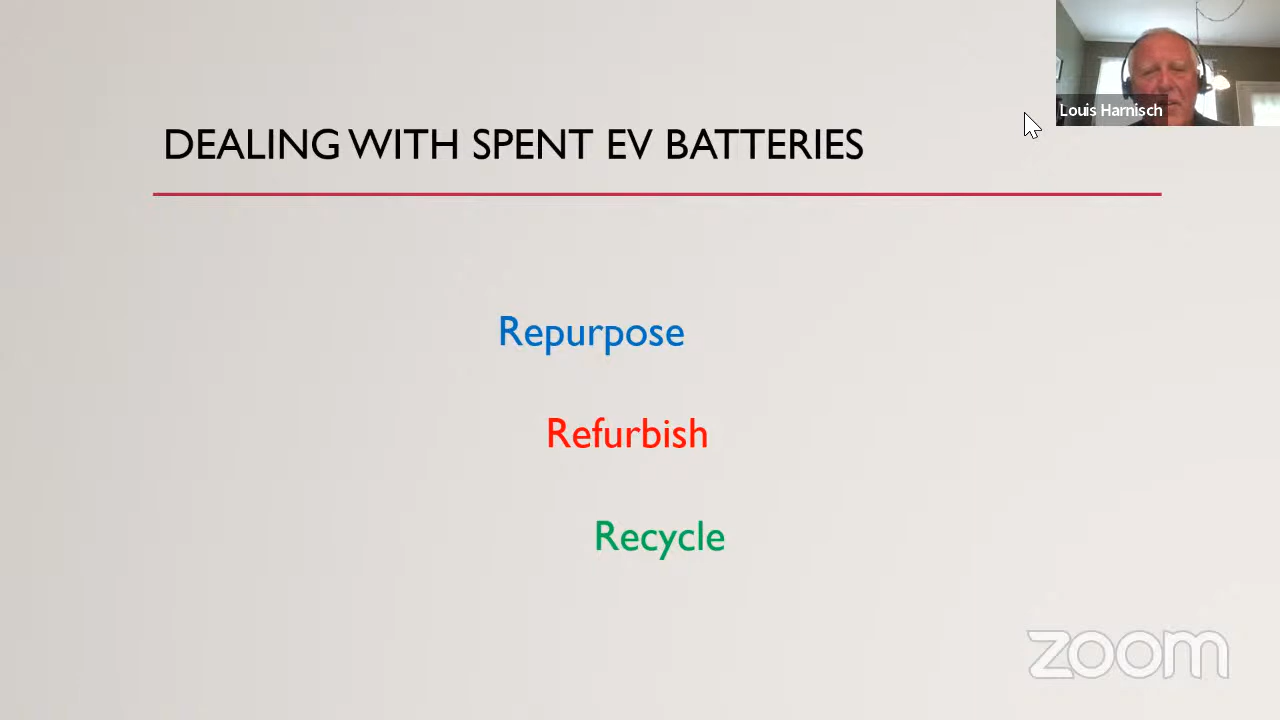 Louis Harnisch
DEALING WITH SPENT EV BATTERIES
Repurpose
Refurbish
Recycle
zoom